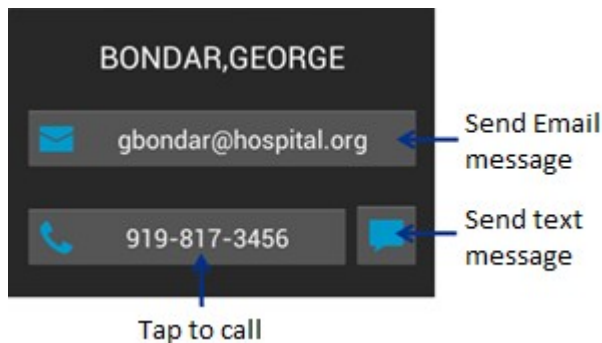 BONDAR,GEORGE
gbondar@hospital.org
Send Email
message
919-817-3456
Send text
message
Tap to call